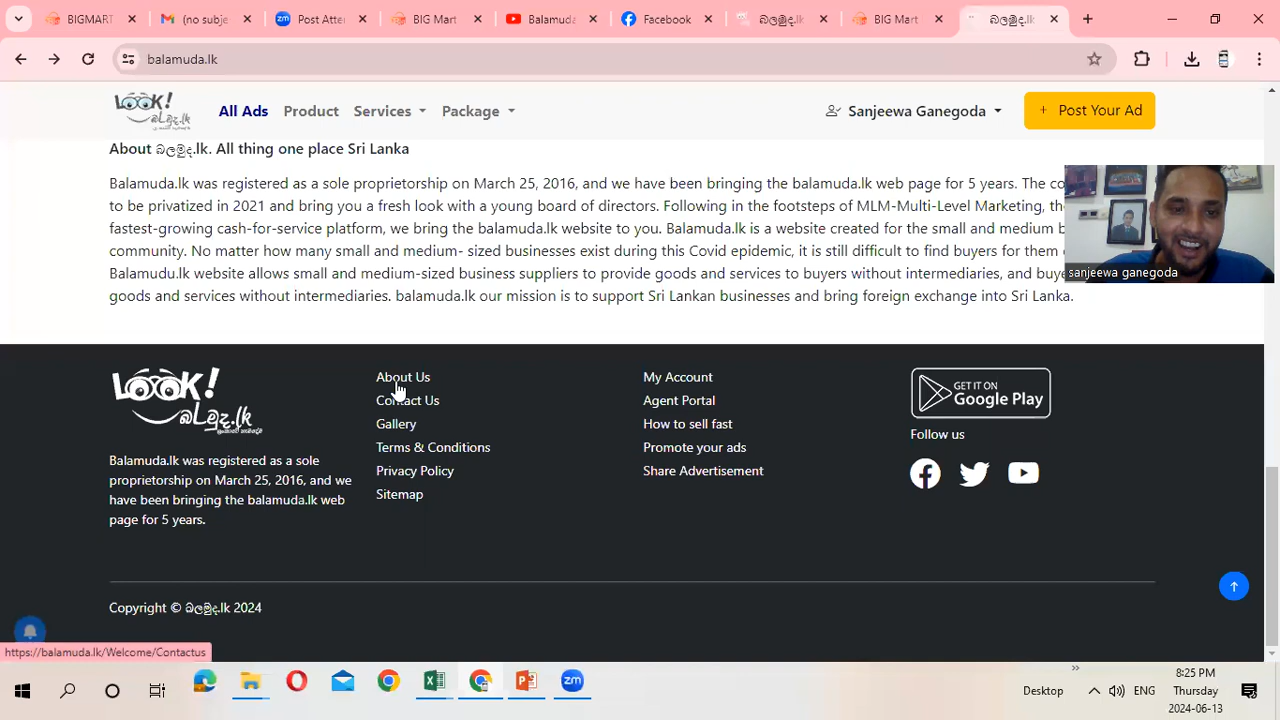 BIGMART
(no subje
Post Atter
BIG Mart
Balamuda
Facebook
බලමුද.lk
BIG Mart
බලමුද.lk
balamuda.lk
LOOK!
බලමුද.lk
All Ads
Product
Services
Package
Sanjeewa Ganegoda
+ Post Your Ad
About බලමුද.lk. All thing one place Sri Lanka
Balamuda.lk was registered as a sole proprietorship on March 25, 2016, and we have been bringing the balamuda.lk web page for 5 years. The co
to be privatized in 2021 and bring you a fresh look with a young board of directors. Following in the footsteps of MLM-Multi-Level Marketing, the
fastest-growing cash-for-service platform, we bring the balamuda.lk website to you. Balamuda.lk is a website created for the small and medium b
community. No matter how many small and medium- sized businesses exist during this Covid epidemic, it is still difficult to find buyers for them
Balamudu.lk website allows small and medium-sized business suppliers to provide goods and services to buyers without intermediaries, and buye
goods and services without intermediaries. balamuda.lk our mission is to support Sri Lankan businesses and bring foreign exchange into Sri Lanka.
sanjeewa ganegoda
LOOK!
බලමුද.lk
Balamuda.lk was registered as a sole
proprietorship on March 25, 2016, and we
have been bringing the balamuda.lk web
page for 5 years.
About Us
Contact Us
Gallery
Terms & Conditions
Privacy Policy
Sitemap
My Account
Agent Portal
How to sell fast
Promote your ads
Share Advertisement
GET IT ON
Google Play
Follow us
Copyright © බලමුද.lk 2024
https://balamuda.lk/Welcome/Contactus
Desktop
ENG
8:25 PM
Thursday
2024-06-13